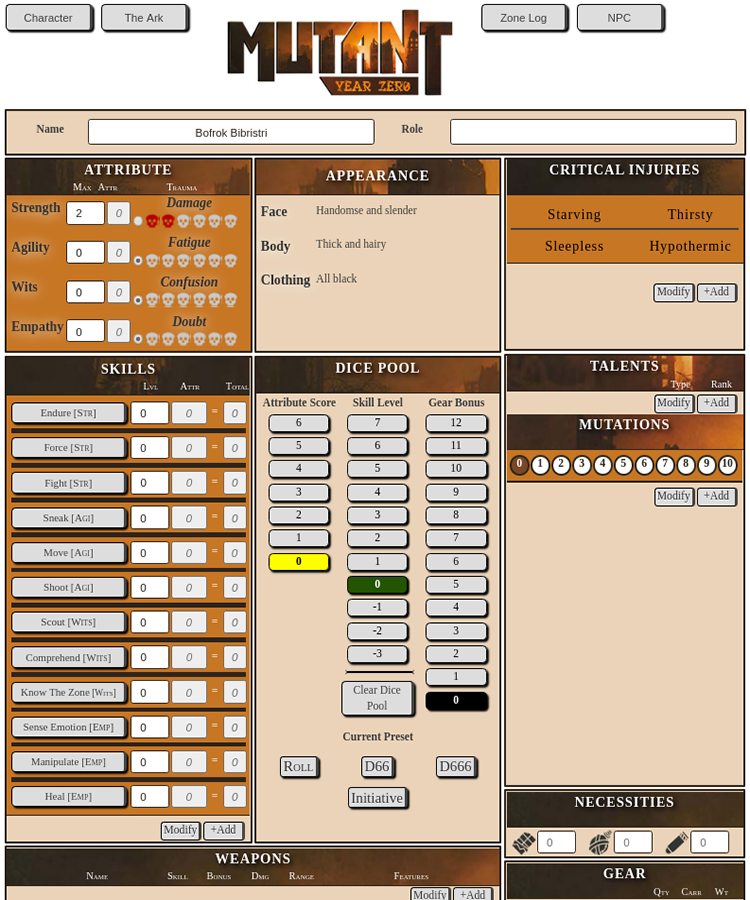 Character
The Ark
MUTANT
YEAR ZERO
Zone Log
NPC
Name
Bofrok Bibristri
Role
ATTRIBUTE
Max Attr Trauma
Strength 2 0 Damage
Agility 0 0 Fatigue
Wits 0 0 Confusion
Empathy 0 0 Doubt
APPEARANCE
Face Handomse and slender
Body Thick and hairy
Clothing All black
CRITICAL INJURIES
Starving Thirsty
Sleepless Hypothermic
Modify +Add
SKILLS
Lvl Attr Total
Endure [Str] 0 0 = 0
Force [Str] 0 0 = 0
Fight [Str] 0 0 = 0
Sneak [Agi] 0 0 = 0
Move [Agi] 0 0 = 0
Shoot [Agi] 0 0 = 0
Scout [Wits] 0 0 = 0
Comprehend [Wits] 0 0 = 0
Know The Zone [Wits] 0 0 = 0
Sense Emotion [Emp] 0 0 = 0
Manipulate [Emp] 0 0 = 0
Heal [Emp] 0 0 = 0
Modify +Add
DICE POOL
Attribute Score Skill Level Gear Bonus
6 7 12
5 6 11
4 5 10
3 4 9
2 3 8
1 2 7
0 1 6
0 5
-1 4
-2 3
-3 2
1
Clear Dice
Pool
0
Current Preset
Roll D66 D666
Initiative
TALENTS
Type Rank
Modify +Add
MUTATIONS
0 1 2 3 4 5 6 7 8 9 10
Modify +Add
NECESSITIES
0 0 0
WEAPONS
Name Skill Bonus Dmg Range Features
Modify +Add
GEAR
Qty Carr Wt